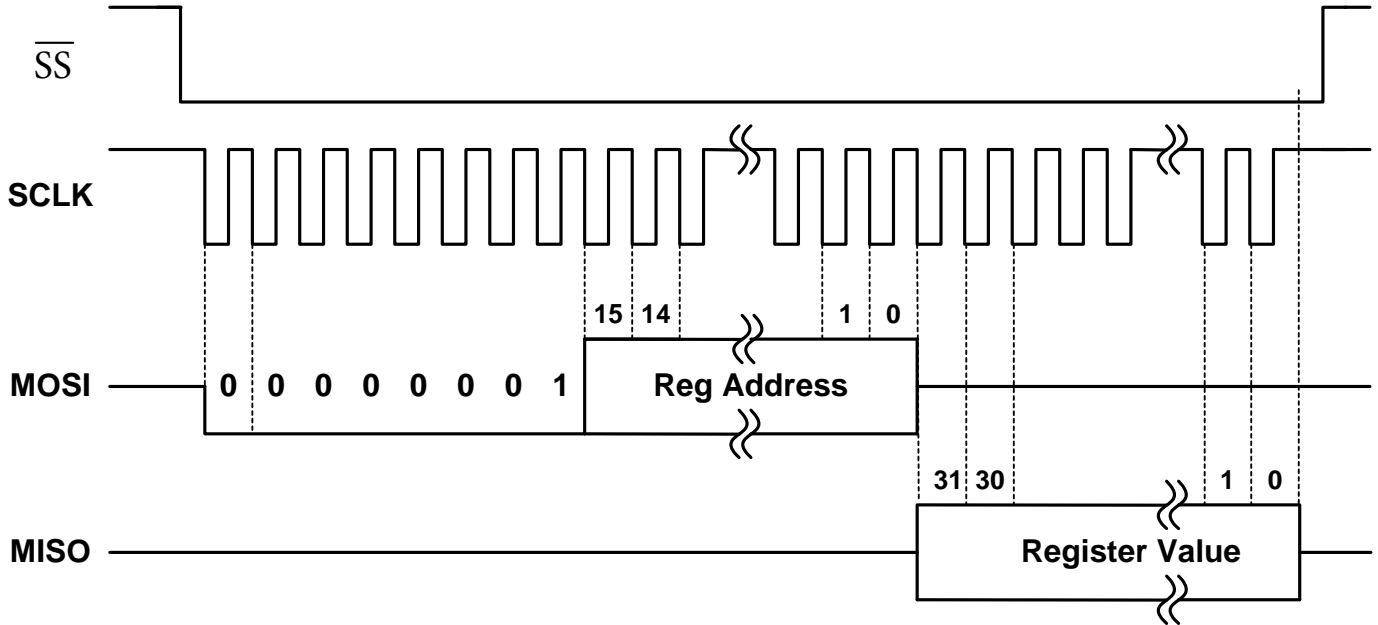 SS
SCLK
15 14 1 0
MOSI 0 0 0 0 0 0 0 1 Reg Address
31 30 1 0
MISO Register Value